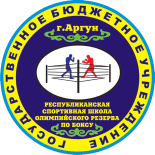 ГОСУДАРСТВЕННОЕ БЮДЖЕТНОЕ УЧРЕЖДЕНИЕ
г.Аргун
РЕСПУБЛИКАНСКАЯ
СПОРТИВНАЯ ШКОЛА
ОЛИМПИЙСКОГО РЕЗЕРВА
ПО БОКСУ